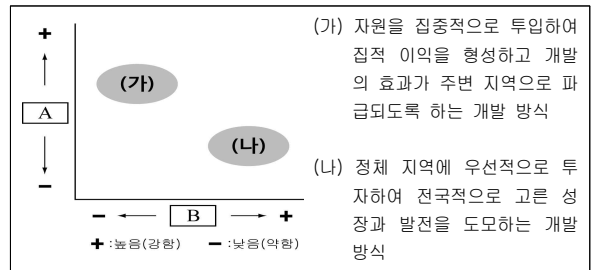 (가) 자원을 집중적으로 투입하여
집적 이익을 형성하고 개발
의 효과가 주변 지역으로 파
급되도록 하는 개발 방식
(나) 정체 지역에 우선적으로 투
자하여 전국적으로 고른 성
장과 발전을 도모하는 개발
방식
+
A
−
(가)
(나)
− B +
+ :높음(강함) − :낮음(약함)